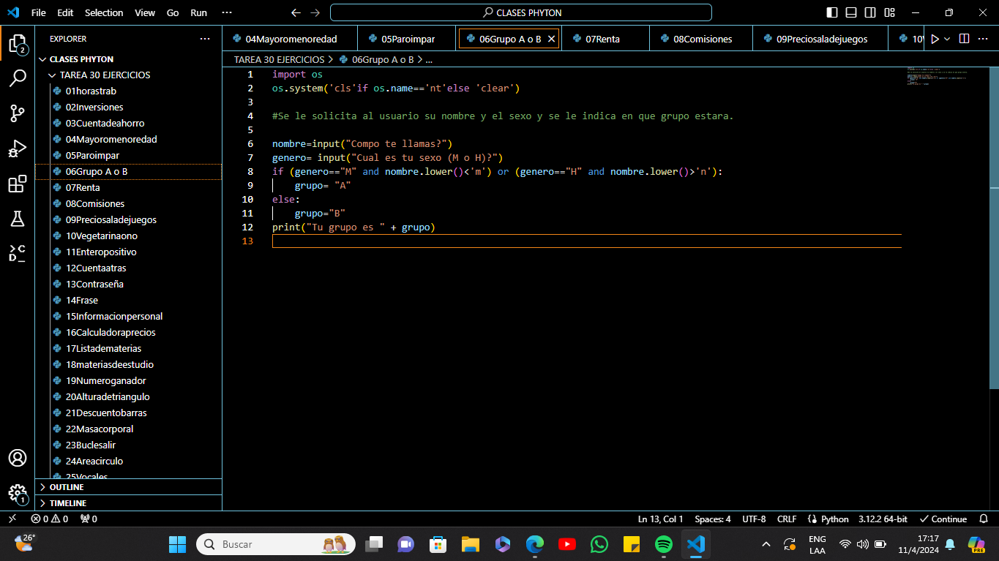 File Edit Selection View Go Run ··· CLASES PHYTON
EXPLORER ···
CLASES PHYTON
TAREA 30 EJERCICIOS
01horastrab
02Inversiones
03Cuentadeahorro
04Mayoromenoredad
05Paroimpar
06Grupo A o B
07Renta
08Comisiones
09Preciosaladejuegos
10Vegetarinaono
11Enteropositivo
12Cuentaatras
13Contraseña
14Frase
15Informacionpersonal
16Calculadoraprecios
17Listadematerias
18materiasdeestudio
19Numeroganador
20Alturadetriangulo
21Descuentobarras
22Masacorporal
23Buclesalir
24Areacirculo
25Vocales
OUTLINE
TIMELINE
2
1
04Mayoromenoredad 05Paroimpar 06Grupo A o B 07Renta 08Comisiones 09Preciosaladejuegos
TAREA 30 EJERCICIOS > 06Grupo A o B > ...
1 import os
2 os.system('cls'if os.name=='nt'else 'clear')
3
4 #Se le solicita al usuario su nombre y el sexo y se le indica en que grupo estara.
5
6 nombre=input("Compo te llamas?")
7 genero= input("Cual es tu sexo (M o H)?")
8 if (genero=="M" and nombre.lower()<'m') or (genero=="H" and nombre.lower()>'n'):
9 grupo= "A"
10 else:
11 grupo="B"
12 print("Tu grupo es " + grupo)
13
0 0 0 Ln 13, Col 1 Spaces: 4 UTF-8 CRLF Python 3.12.2 64-bit Continue
26° Buscar ENG LAA 17:17 11/4/2024 PRE